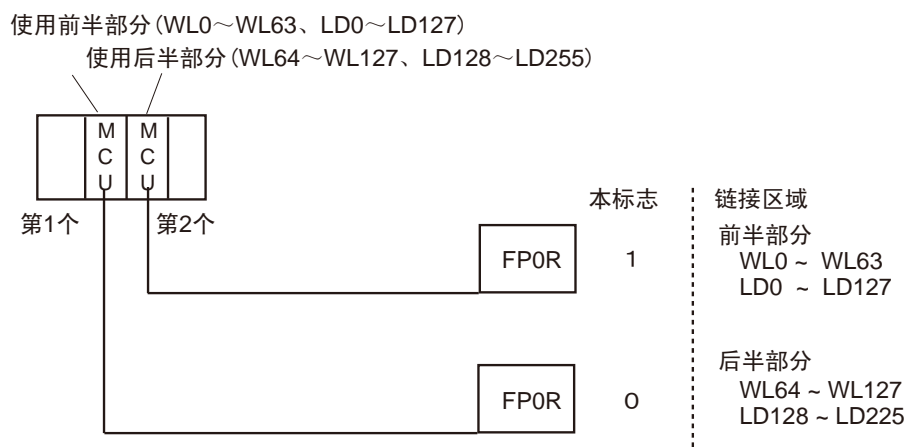 使用前半部分(WL0～WL63、LD0～LD127)
使用后半部分(WL64～WL127、LD128～LD255)
M
C
U
M
C
U
第1个
第2个
本标志
链接区域
FP0R
1
前半部分
WL0 ~ WL63
LD0 ~ LD127
FP0R
0
后半部分
WL64 ~ WL127
LD128 ~ LD225